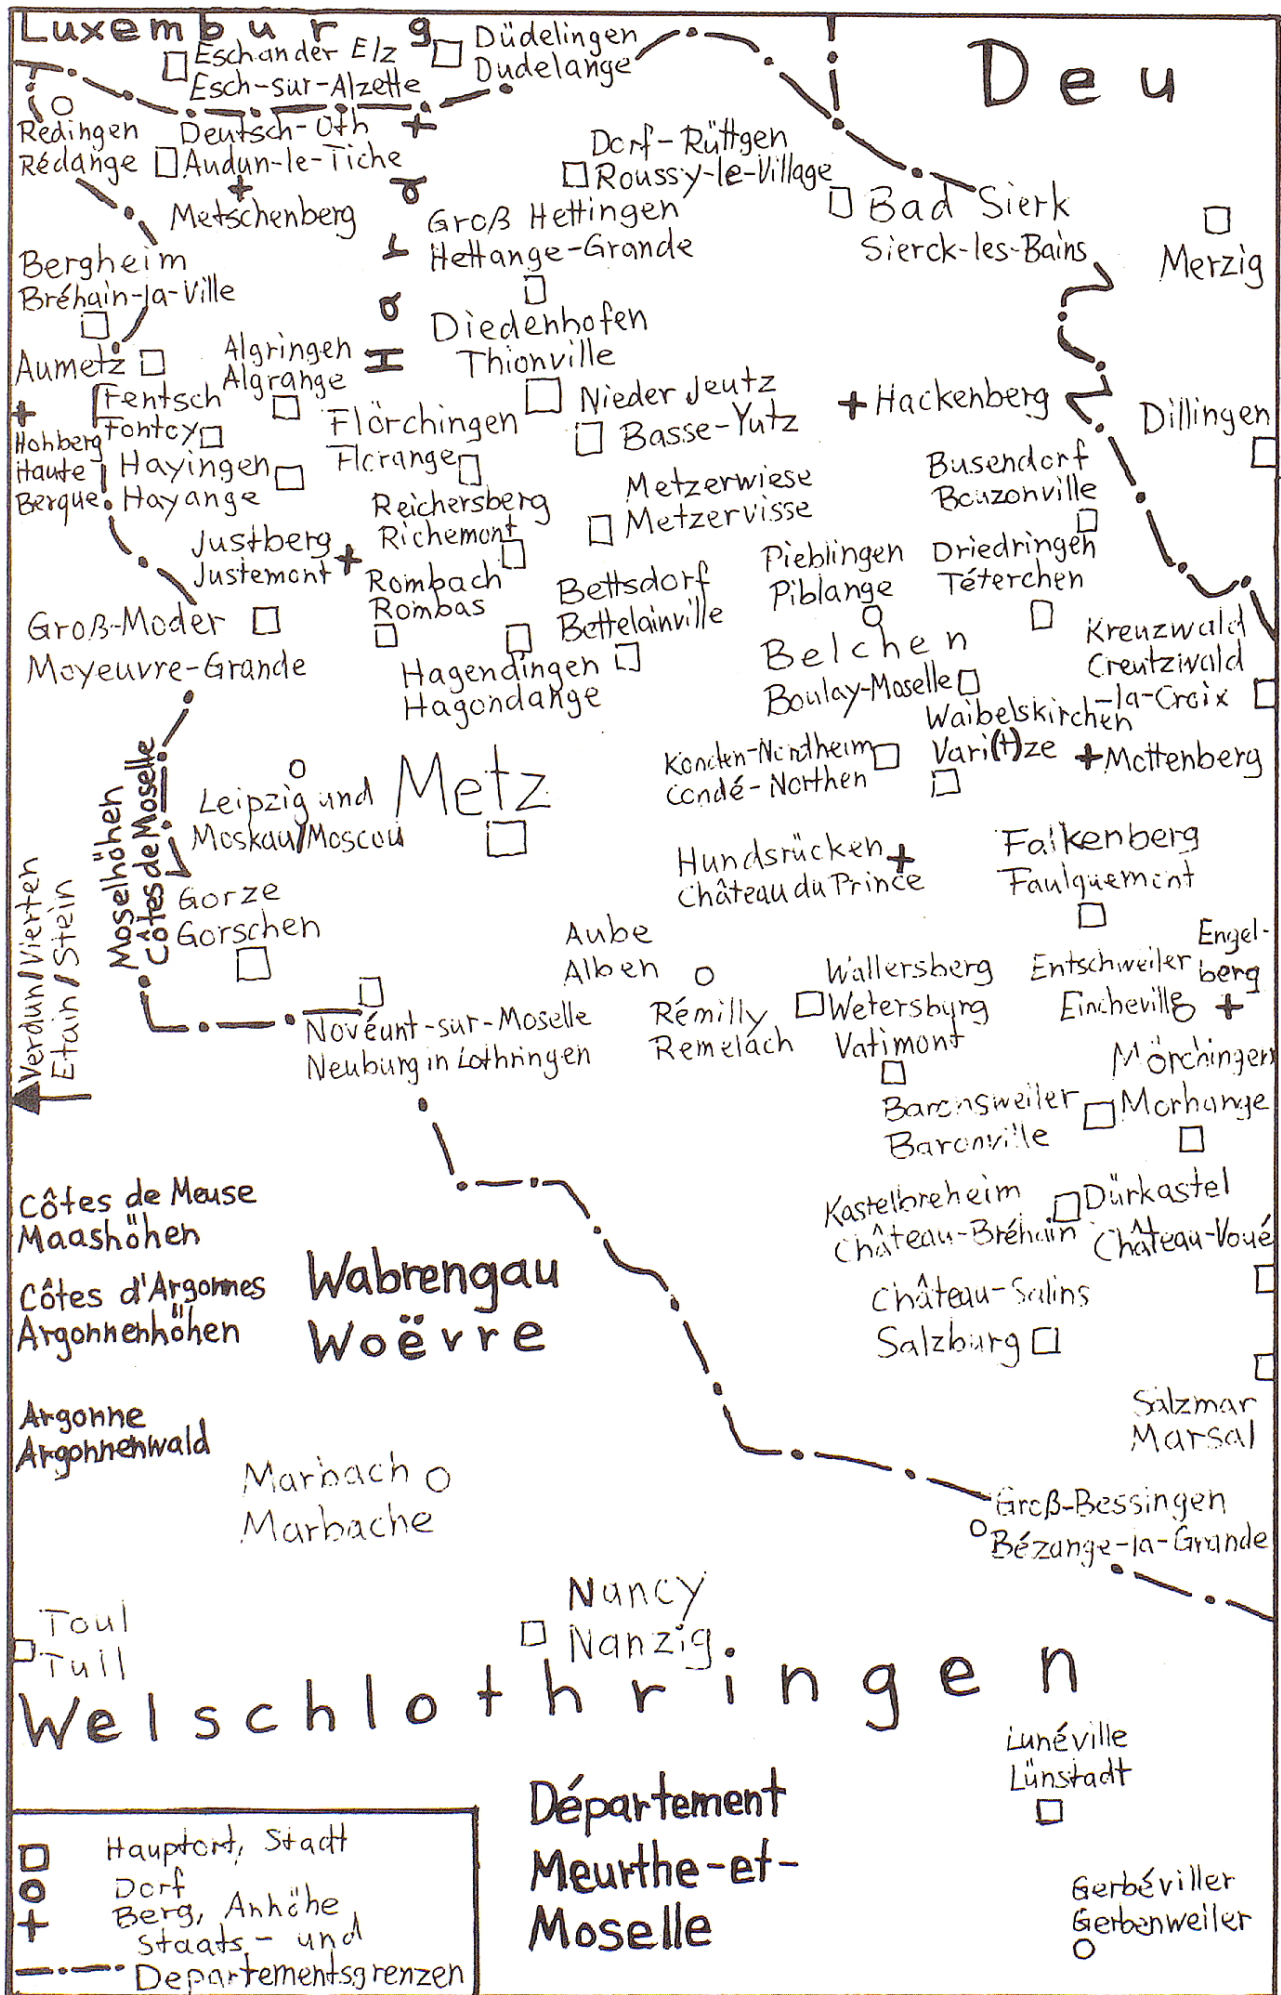 Luxemburg
Esch an der Elz
Esch-sur-Alzette
Düdelingen
Dudelange
Deu
Redingen
Rédange
Deutsch-Oth
Audun-le-Tiche
Metschenberg
Dorf-Rüttgen
Roussy-le-Village
Groß Hettingen
Hettange-Grande
Bad Sierk
Sierck-les-Bains
Merzig
Bergheim
Bréhain-la-Ville
Diedenhofen
Thionville
Aumetz
Algringen
Algrange
Fentsch
Fontoy
Hohberg
Haute
Berque
Flörchingen
Florange
Nieder Jeutz
Basse-Yutz
Hackenberg
Dillingen
Hayingen
Hayange
Reichersberg
Richemont
Metzerwiese
Metzervisse
Busendorf
Bouzonville
Justberg
Justemont
Rombach
Rombas
Bettsdorf
Bettelainville
Pieblingen
Piblange
Driedringen
Téterchen
Groß-Moder
Moyeuvre-Grande
Hagendingen
Hagondange
Belchen
Boulay-Moselle
Kreuzwald
Creutzwald
-la-Croix
Waibelskirchen
Vari(t)ze
Mottenberg
Konden-Nordheim
Condé-Northen
Moselhöhen
Côtes de Moselle
Leipzig und
Moskau/Moscou
Metz
Hundsrücken
Château du Prince
Falkenberg
Faulquemont
Gorze
Gorschen
Verdun/Vierten
Etain/Stein
Aube
Alben
Rémilly
Remelach
Wallersberg
Wetersburg
Vatimont
Entschweiler
Eincheville
Engel-
berg
Novéant-sur-Moselle
Neuburg in Lothringen
Mörchingen
Morhange
Baronsweiler
Baronville
Côtes de Meuse
Maashöhen
Côtes d'Argonnes
Argonnenhöhen
Wabrengau
Woëvre
Kastelbreheim
Château-Bréhain
Dürkastel
Château-Voué
Château-Salins
Salzburg
Salzmar
Marsal
Argonne
Argonnenwald
Marbach
Marbache
Groß-Bessingen
Bézange-la-Grande
Toul
Tull
Nancy
Nanzig
Welschlothringen
Lunéville
Lünstadt
Département
Meurthe-et-
Moselle
Gerbéviller
Gerbenweiler
Hauptort, Stadt
Dorf
Berg, Anhöhe
Staats- und
Departementsgrenzen